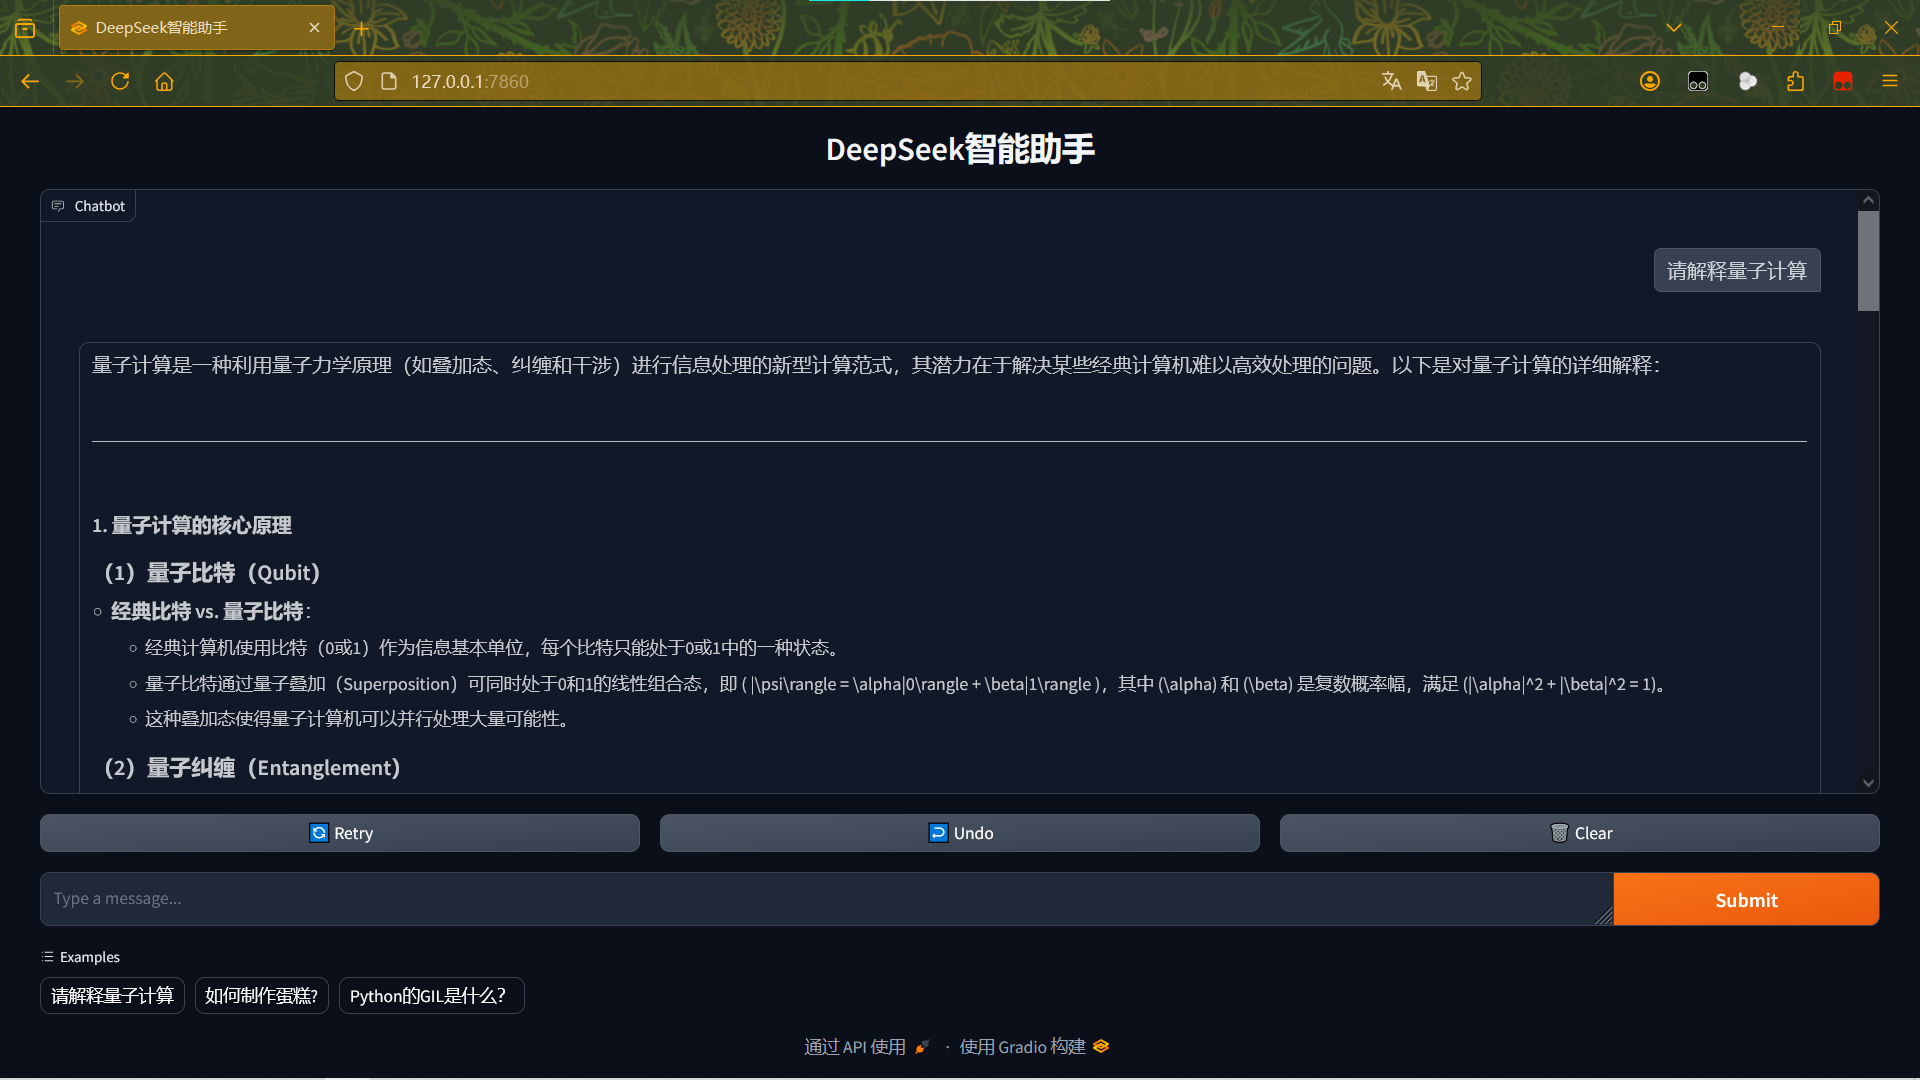 DeepSeek智能助手
127.0.0.1:7860
DeepSeek智能助手
Chatbot
请解释量子计算
量子计算是一种利用量子力学原理（如叠加态、纠缠和干涉）进行信息处理的新型计算范式，其潜力在于解决某些经典计算机难以高效处理的问题。以下是对量子计算的详细解释：
1. 量子计算的核心原理
（1）量子比特（Qubit）
经典比特 vs. 量子比特：
经典计算机使用比特（0或1）作为信息基本单位，每个比特只能处于0或1中的一种状态。
量子比特通过量子叠加（Superposition）可同时处于0和1的线性组合态，即 ( |\psi\rangle = \alpha|0\rangle + \beta|1\rangle )，其中 (\alpha) 和 (\beta) 是复数概率幅，满足 (|\alpha|^2 + |\beta|^2 = 1)。
这种叠加态使得量子计算机可以并行处理大量可能性。
（2）量子纠缠（Entanglement）
Retry
Undo
Clear
Type a message...
Submit
Examples
请解释量子计算
如何制作蛋糕?
Python的GIL是什么？
通过 API 使用 · 使用 Gradio 构建